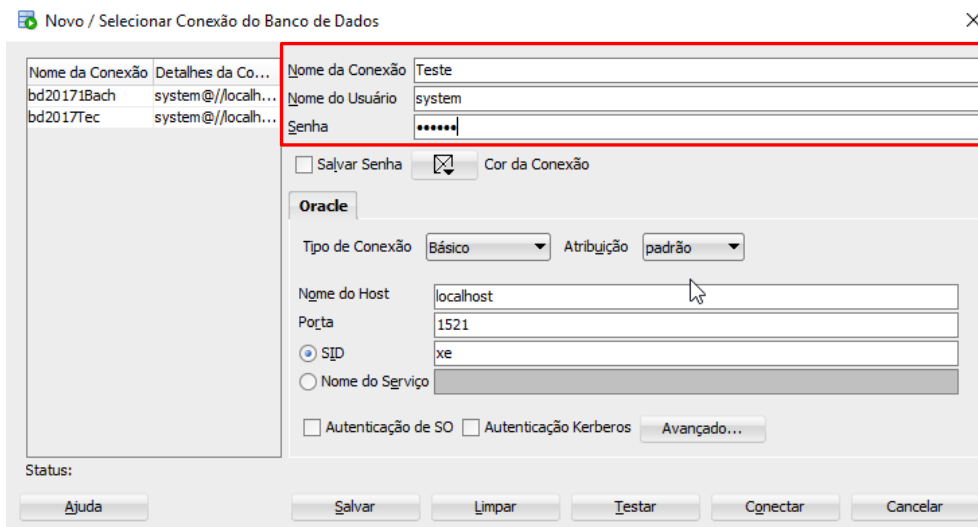 Novo / Selecionar Conexão do Banco de Dados
Nome da Conexão Detalhes da Co...
bd20171Bach system@//localh...
bd2017Tec system@//localh...
Nome da Conexão Teste
Nome do Usuário system
Senha ••••••
Salvar Senha Cor da Conexão
Oracle
Tipo de Conexão Básico Atribuição padrão
Nome do Host localhost
Porta 1521
SID xe
Nome do Serviço
Autenticação de SO Autenticação Kerberos Avançado...
Status:
Ajuda Salvar Limpar Testar Conectar Cancelar